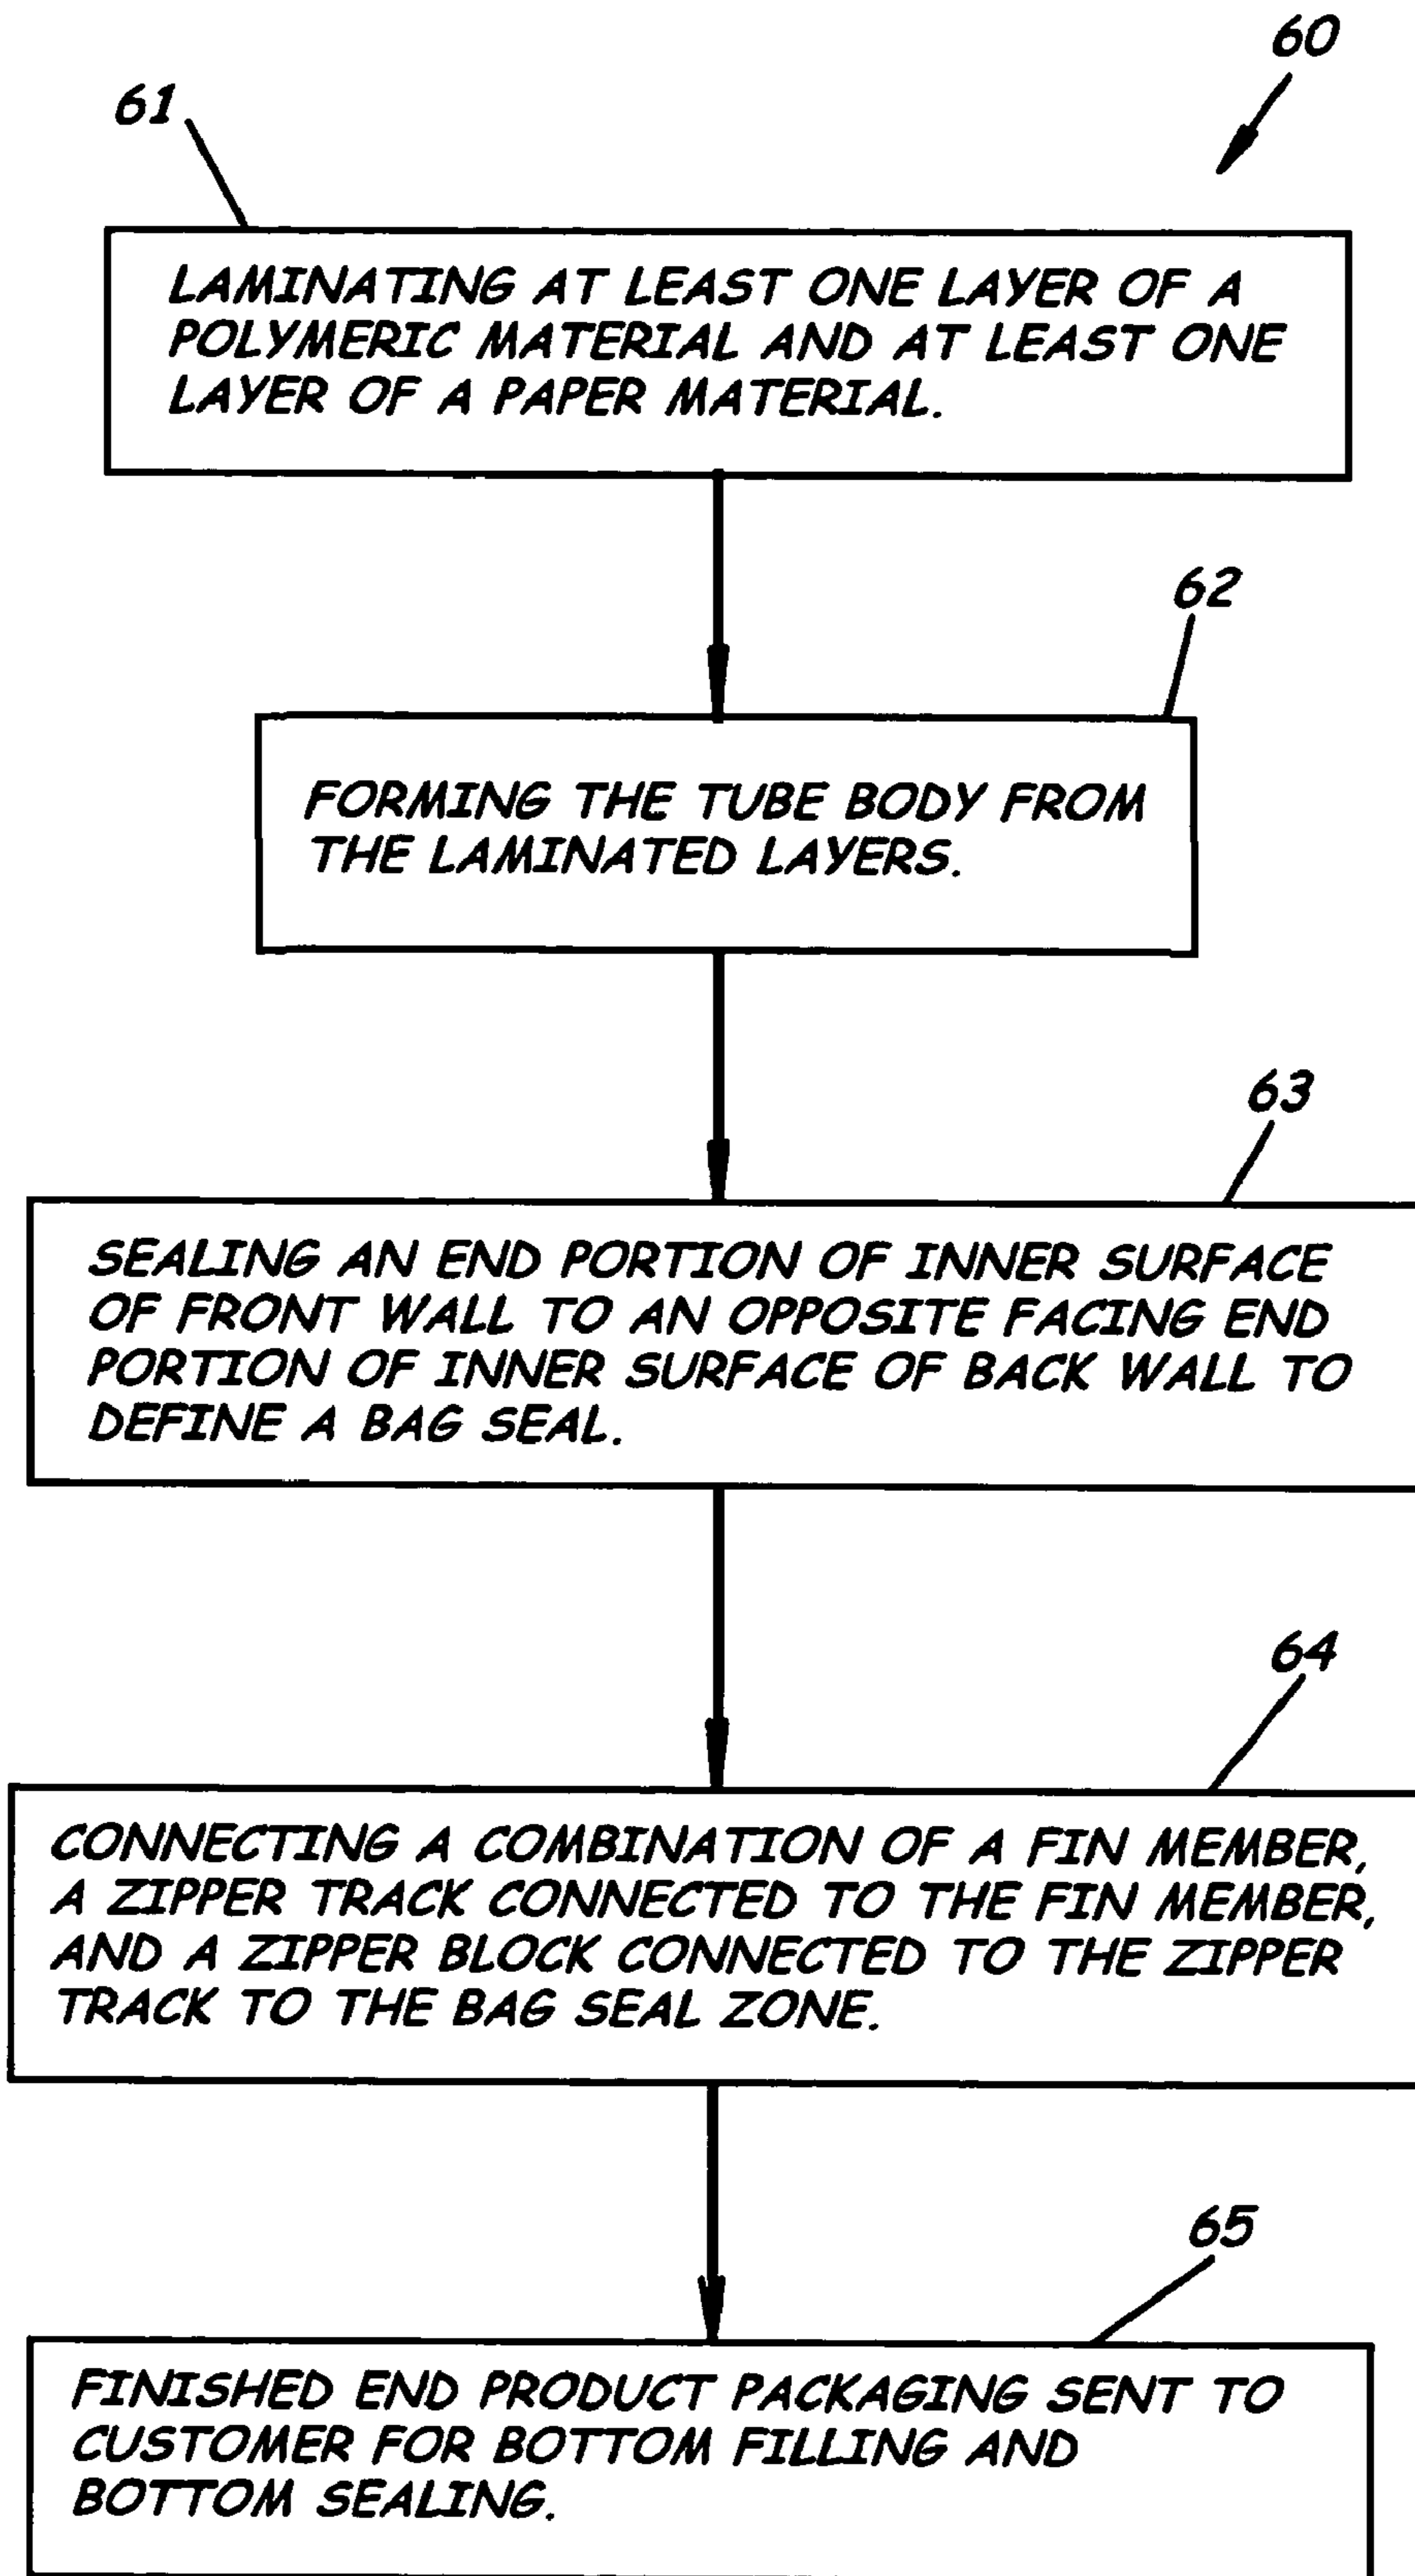 60
61
LAMINATING AT LEAST ONE LAYER OF A
POLYMERIC MATERIAL AND AT LEAST ONE
LAYER OF A PAPER MATERIAL.
62
FORMING THE TUBE BODY FROM
THE LAMINATED LAYERS.
63
SEALING AN END PORTION OF INNER SURFACE
OF FRONT WALL TO AN OPPOSITE FACING END
PORTION OF INNER SURFACE OF BACK WALL TO
DEFINE A BAG SEAL.
64
CONNECTING A COMBINATION OF A FIN MEMBER,
A ZIPPER TRACK CONNECTED TO THE FIN MEMBER,
AND A ZIPPER BLOCK CONNECTED TO THE ZIPPER
TRACK TO THE BAG SEAL ZONE.
65
FINISHED END PRODUCT PACKAGING SENT TO
CUSTOMER FOR BOTTOM FILLING AND
BOTTOM SEALING.